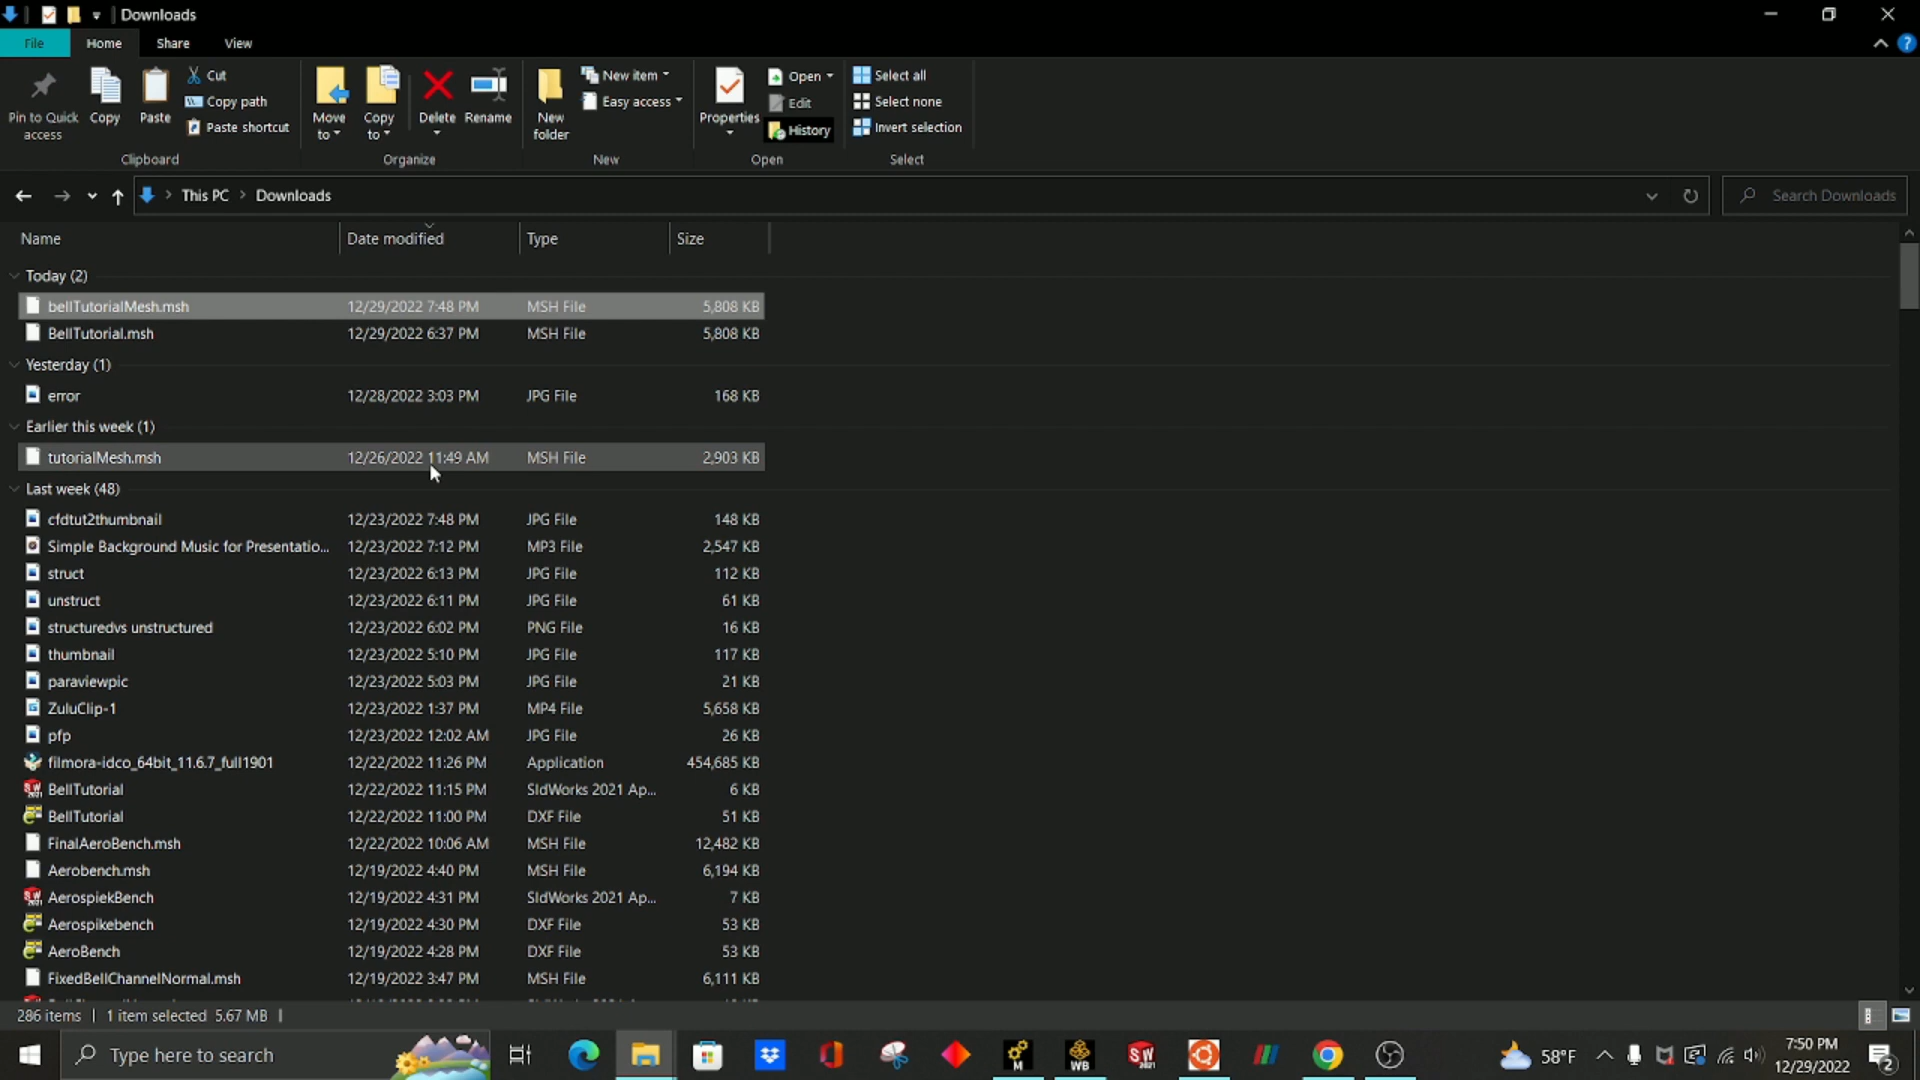 Downloads
File Home Share View
Pin to Quick access
Copy
Paste
Cut
Copy path
Paste shortcut
Clipboard
Move to
Copy to
Delete
Rename
Organize
New folder
New item
Easy access
New
Properties
Open
Edit
History
Open
Select all
Select none
Invert selection
Select
This PC > Downloads
Search Downloads
Name Date modified Type Size
Today (2)
bellTutorialMesh.msh 12/29/2022 7:48 PM MSH File 5,808 KB
BellTutorial.msh 12/29/2022 6:37 PM MSH File 5,808 KB
Yesterday (1)
error 12/28/2022 3:03 PM JPG File 168 KB
Earlier this week (1)
tutorialMesh.msh 12/26/2022 11:49 AM MSH File 2,903 KB
Last week (48)
cfdtut2thumbnail 12/23/2022 7:48 PM JPG File 148 KB
Simple Background Music for Presentatio... 12/23/2022 7:12 PM MP3 File 2,547 KB
struct 12/23/2022 6:13 PM JPG File 112 KB
unstruct 12/23/2022 6:11 PM JPG File 61 KB
structuredvs unstructured 12/23/2022 6:02 PM PNG File 16 KB
thumbnail 12/23/2022 5:10 PM JPG File 117 KB
paraviewpic 12/23/2022 5:03 PM JPG File 21 KB
ZuluClip-1 12/23/2022 1:37 PM MP4 File 5,658 KB
pfp 12/23/2022 12:02 AM JPG File 26 KB
filmora-idco_64bit_11.6.7_full1901 12/22/2022 11:26 PM Application 454,685 KB
BellTutorial 12/22/2022 11:15 PM SldWorks 2021 Ap... 6 KB
BellTutorial 12/22/2022 11:00 PM DXF File 51 KB
FinalAeroBench.msh 12/22/2022 10:06 AM MSH File 12,482 KB
Aerobench.msh 12/19/2022 4:40 PM MSH File 6,194 KB
AerospiekBench 12/19/2022 4:31 PM SldWorks 2021 Ap... 7 KB
Aerospikebench 12/19/2022 4:30 PM DXF File 53 KB
AeroBench 12/19/2022 4:28 PM DXF File 53 KB
FixedBellChannelNormal.msh 12/19/2022 3:47 PM MSH File 6,111 KB
286 items | 1 item selected 5.67 MB |
Type here to search
M
WB
SW
2021
58°F
7:50 PM
12/29/2022
2